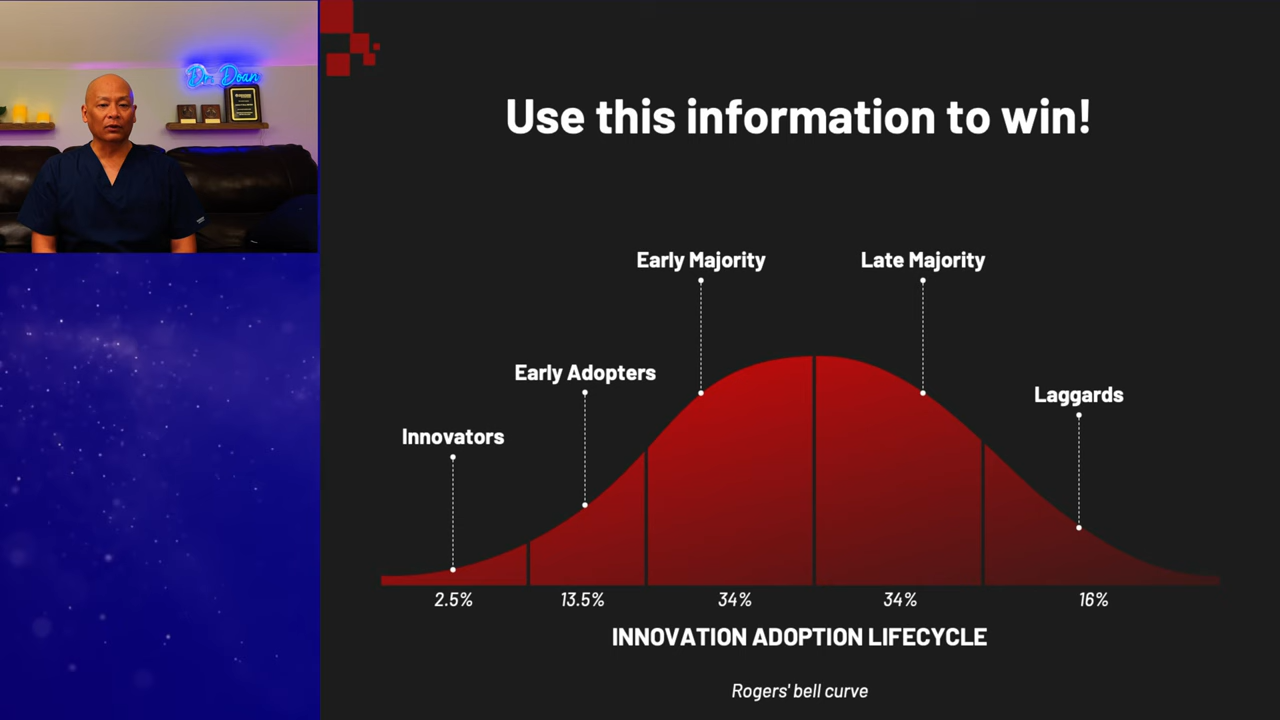 Dr. Doan
Use this information to win!
Early Majority
Late Majority
Early Adopters
Laggards
Innovators
2.5%
13.5%
34%
34%
16%
INNOVATION ADOPTION LIFECYCLE
Rogers' bell curve